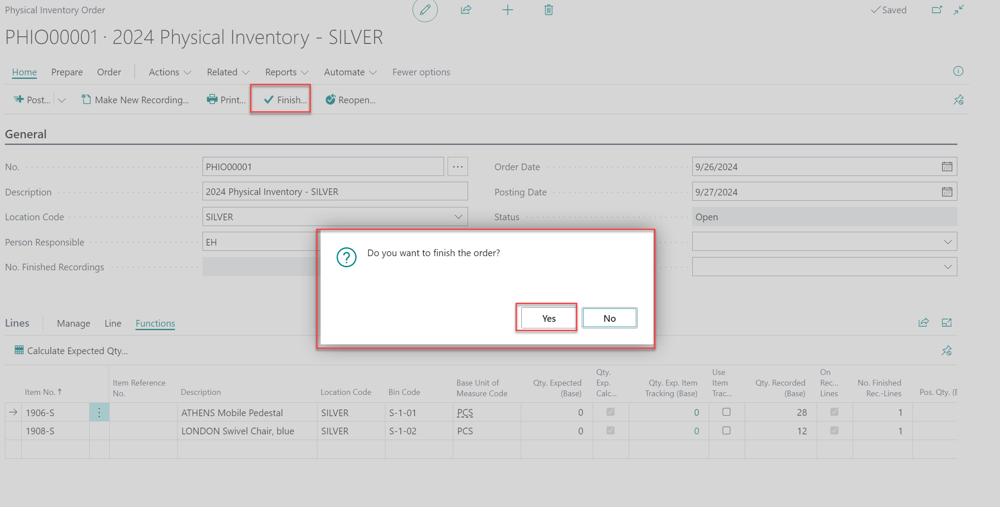 Physical Inventory Order
Saved
PHIO00001 · 2024 Physical Inventory - SILVER
Home Prepare Order Actions Related Reports Automate Fewer options
Post... Make New Recording... Print... Finish... Reopen...
General
No. PHIO00001 ... Order Date 9/26/2024
Description 2024 Physical Inventory - SILVER Posting Date 9/27/2024
Location Code SILVER Status Open
Person Responsible EH
No. Finished Recordings
Do you want to finish the order?
Yes No
Lines Manage Line Functions
Calculate Expected Qty...
Item No. ↑ Item Reference No. Description Location Code Bin Code Base Unit of Measure Code Qty. Expected (Base) Qty. Exp. Calc... Qty. Exp. Item Tracking (Base) Use Item Trac... Qty. Recorded (Base) On Rec... Lines No. Finished Rec.-Lines Pos. Qty. (
1906-S ATHENS Mobile Pedestal SILVER S-1-01 PCS 0 0 28 1
1908-S LONDON Swivel Chair, blue SILVER S-1-02 PCS 0 0 12 1